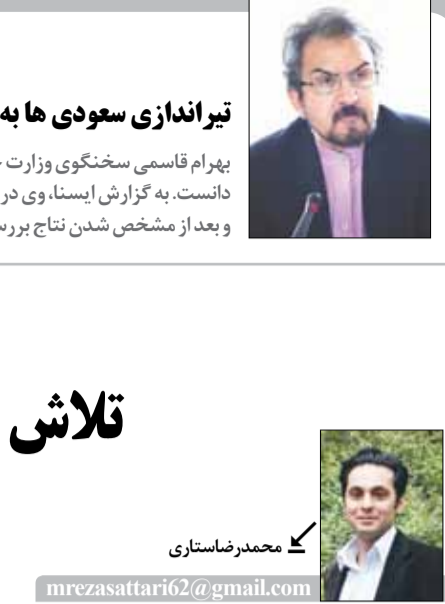 تیراندازی سعودی ها به
بهرام قاسمی سخنگوی وزارت
دانست. به گزارش ایسنا، وی در
و بعد از مشخص شدن نتاج بررس
تلاش
محمدرضاستاری
mrezasattari62@gmail.com